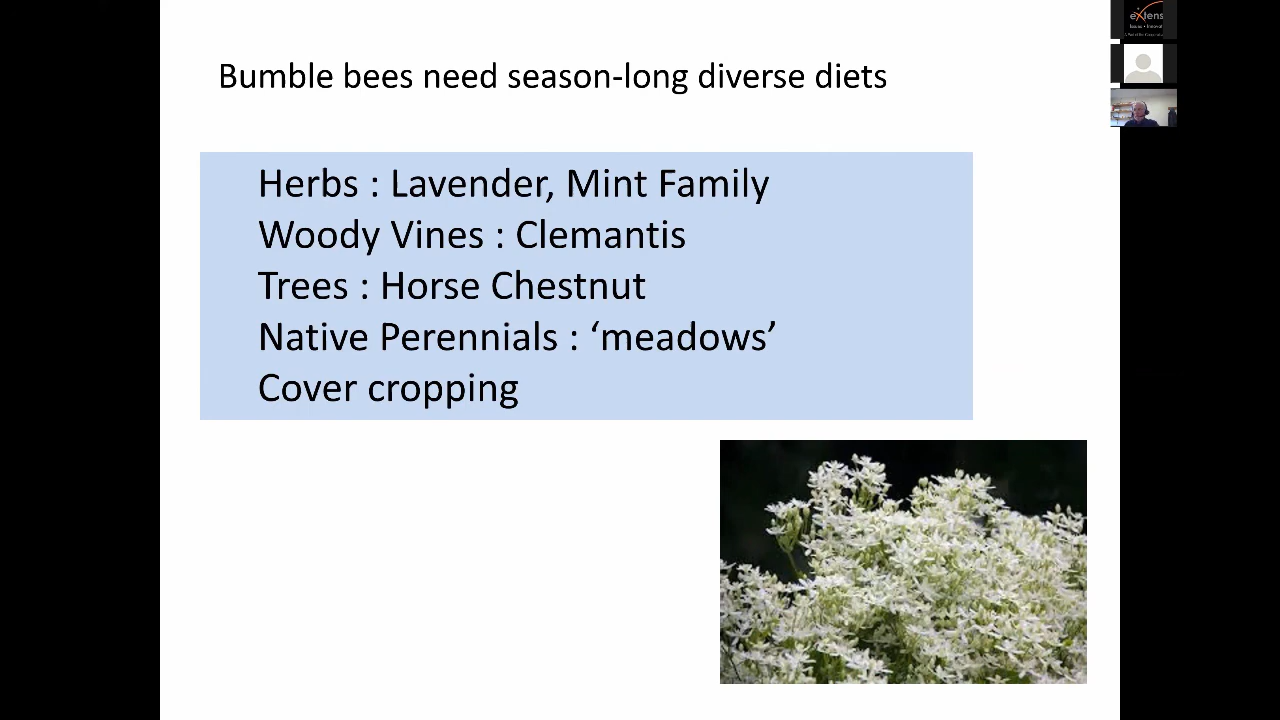 Bumble bees need season-long diverse diets
Herbs : Lavender, Mint Family
Woody Vines : Clemantis
Trees : Horse Chestnut
Native Perennials : ‘meadows’
Cover cropping
eXtens